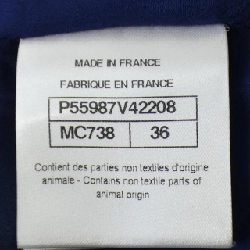 MADE IN FRANCE
FABRIQUE EN FRANCE
P55987V42208
MC738 36
Contient des parties non textiles d'origine
animale - Contains non textile parts of
animal origin